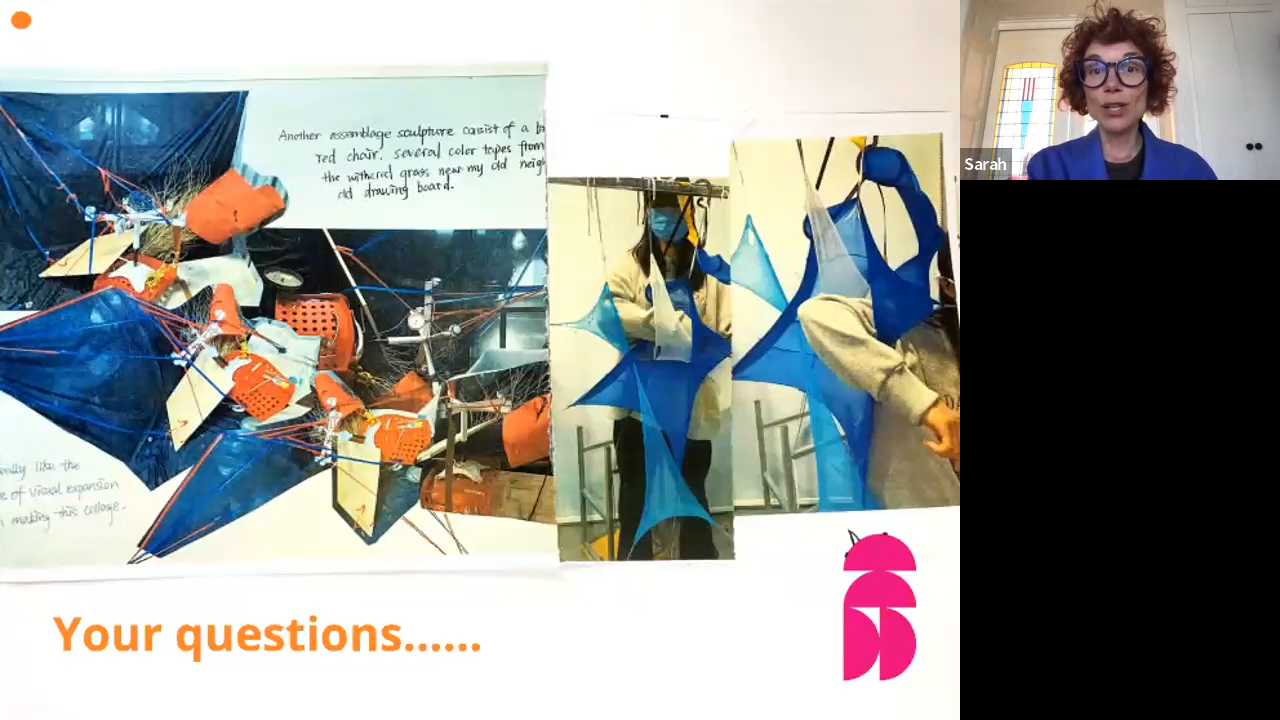 Another assemblage sculpture consist of a
red chair. Several color tapes from
the withered grass near my old
old drawing board.
really like the
of visual expansion
making this collage.
Your questions......
Sarah